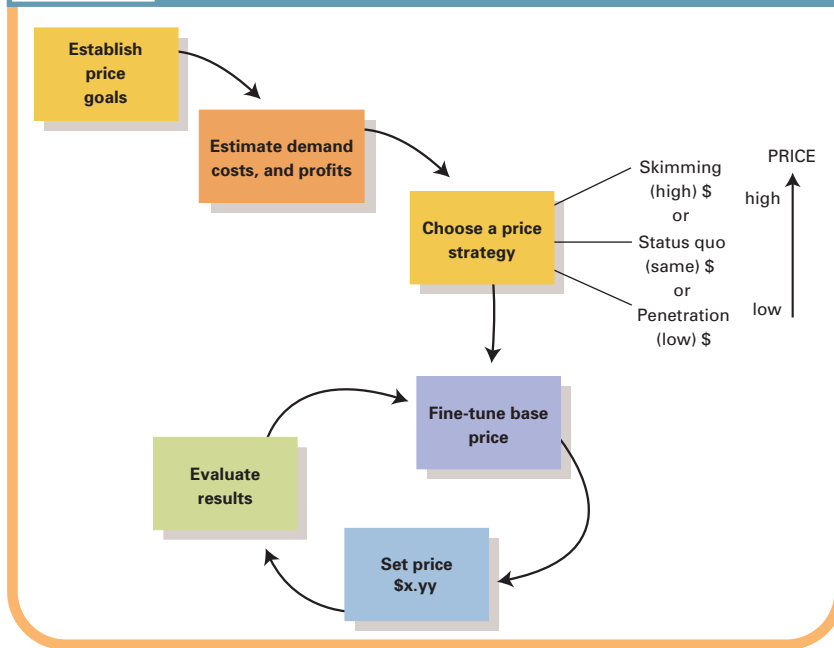 Establish
price
goals
Estimate demand
costs, and profits
Choose a price
strategy
Skimming
(high) $
or
Status quo
(same) $
or
Penetration
(low) $
PRICE
high
low
Fine-tune base
price
Evaluate
results
Set price
$x.yy